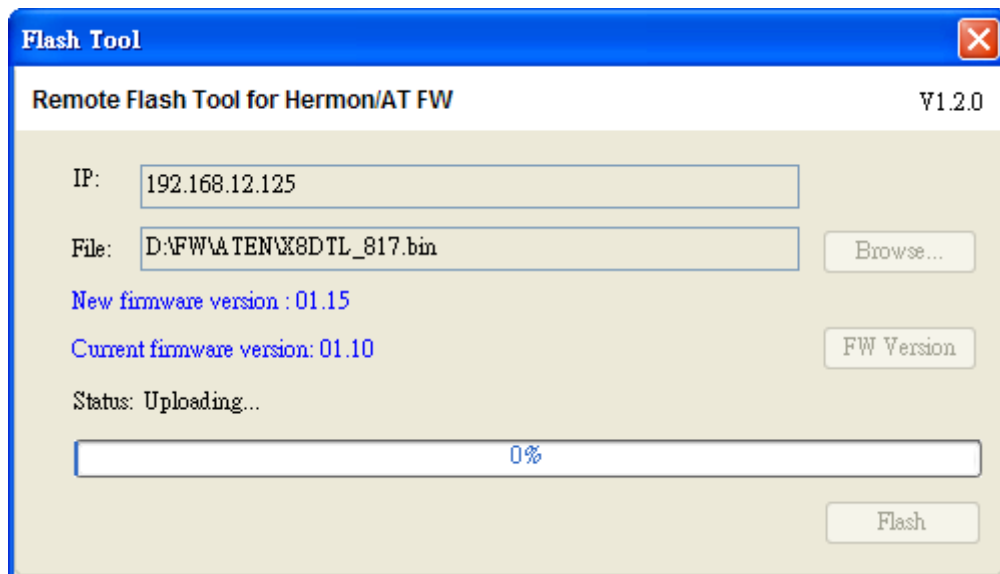 Flash Tool
Remote Flash Tool for Hermon/AT FW V1.2.0
IP: 192.168.12.125
File: D:\FW\ATEN\X8DTL_817.bin Browse...
New firmware version : 01.15
Current firmware version: 01.10 FW Version
Status: Uploading...
0%
Flash